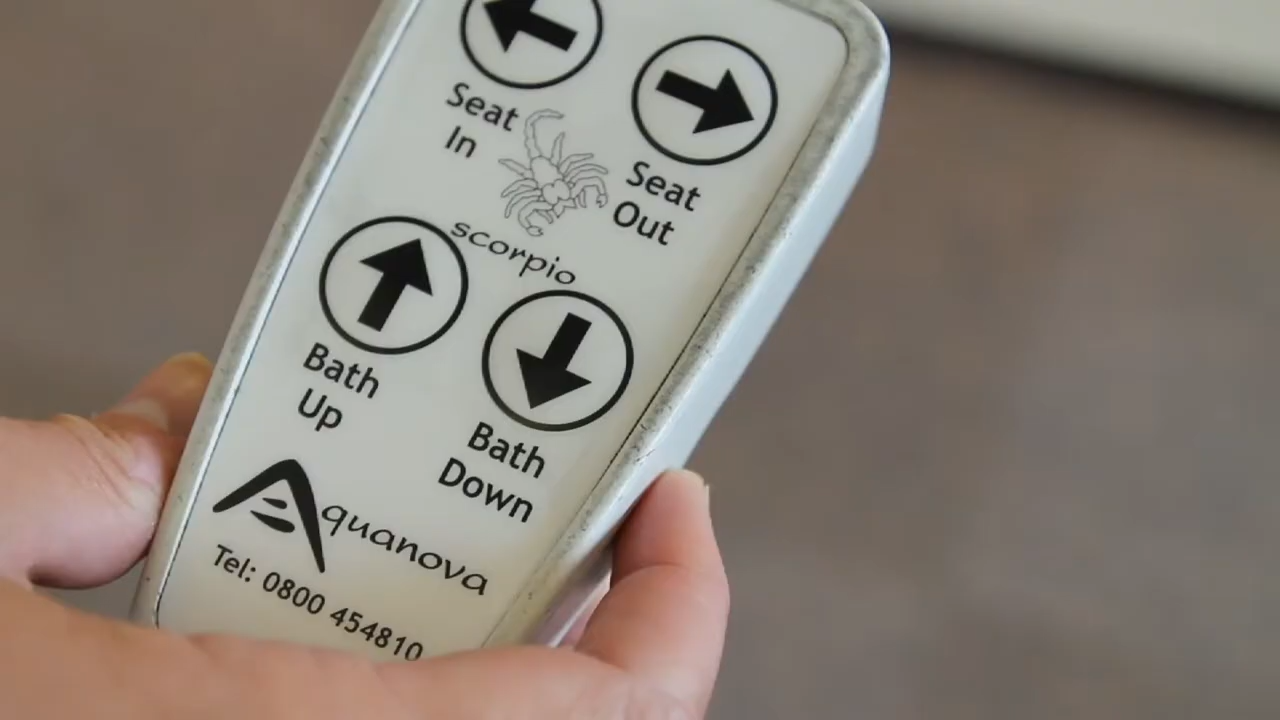 Seat
In
Seat
Out
scorpio
Bath
Up
Bath
Down
Aquanova
Tel: 0800 454810